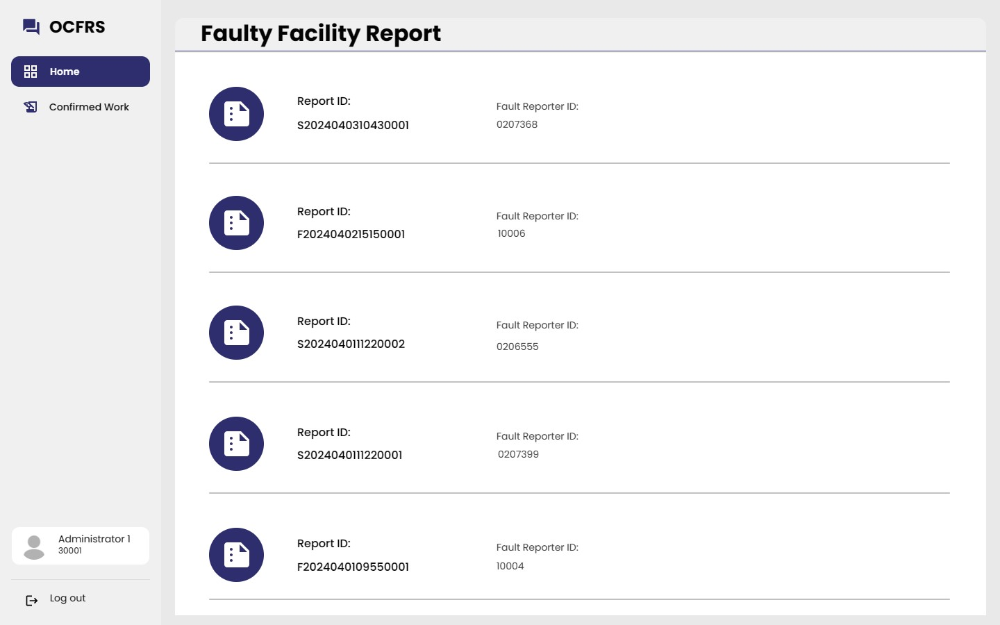 OCFRS
Home
Confirmed Work
Administrator 1
30001
Log out
Faulty Facility Report
Report ID:
S2024040310430001
Fault Reporter ID:
0207368
Report ID:
F2024040215150001
Fault Reporter ID:
10006
Report ID:
S2024040111220002
Fault Reporter ID:
0206555
Report ID:
S2024040111220001
Fault Reporter ID:
0207399
Report ID:
F2024040109550001
Fault Reporter ID:
10004